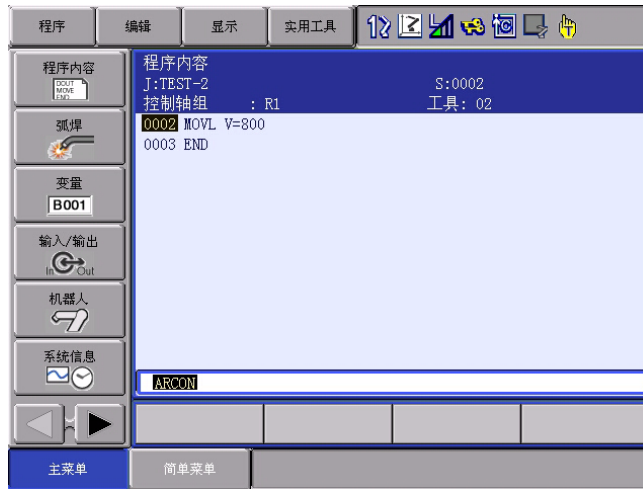 程序 编辑 显示 实用工具
程序内容
DOUT
MOVE
END
弧焊
变量
B001
输入/输出
In Out
机器人
系统信息
程序内容
J:TEST-2 S:0002
控制轴组 : R1 工具: 02
0002 MOVL V=800
0003 END
ARCON
主菜单 简单菜单